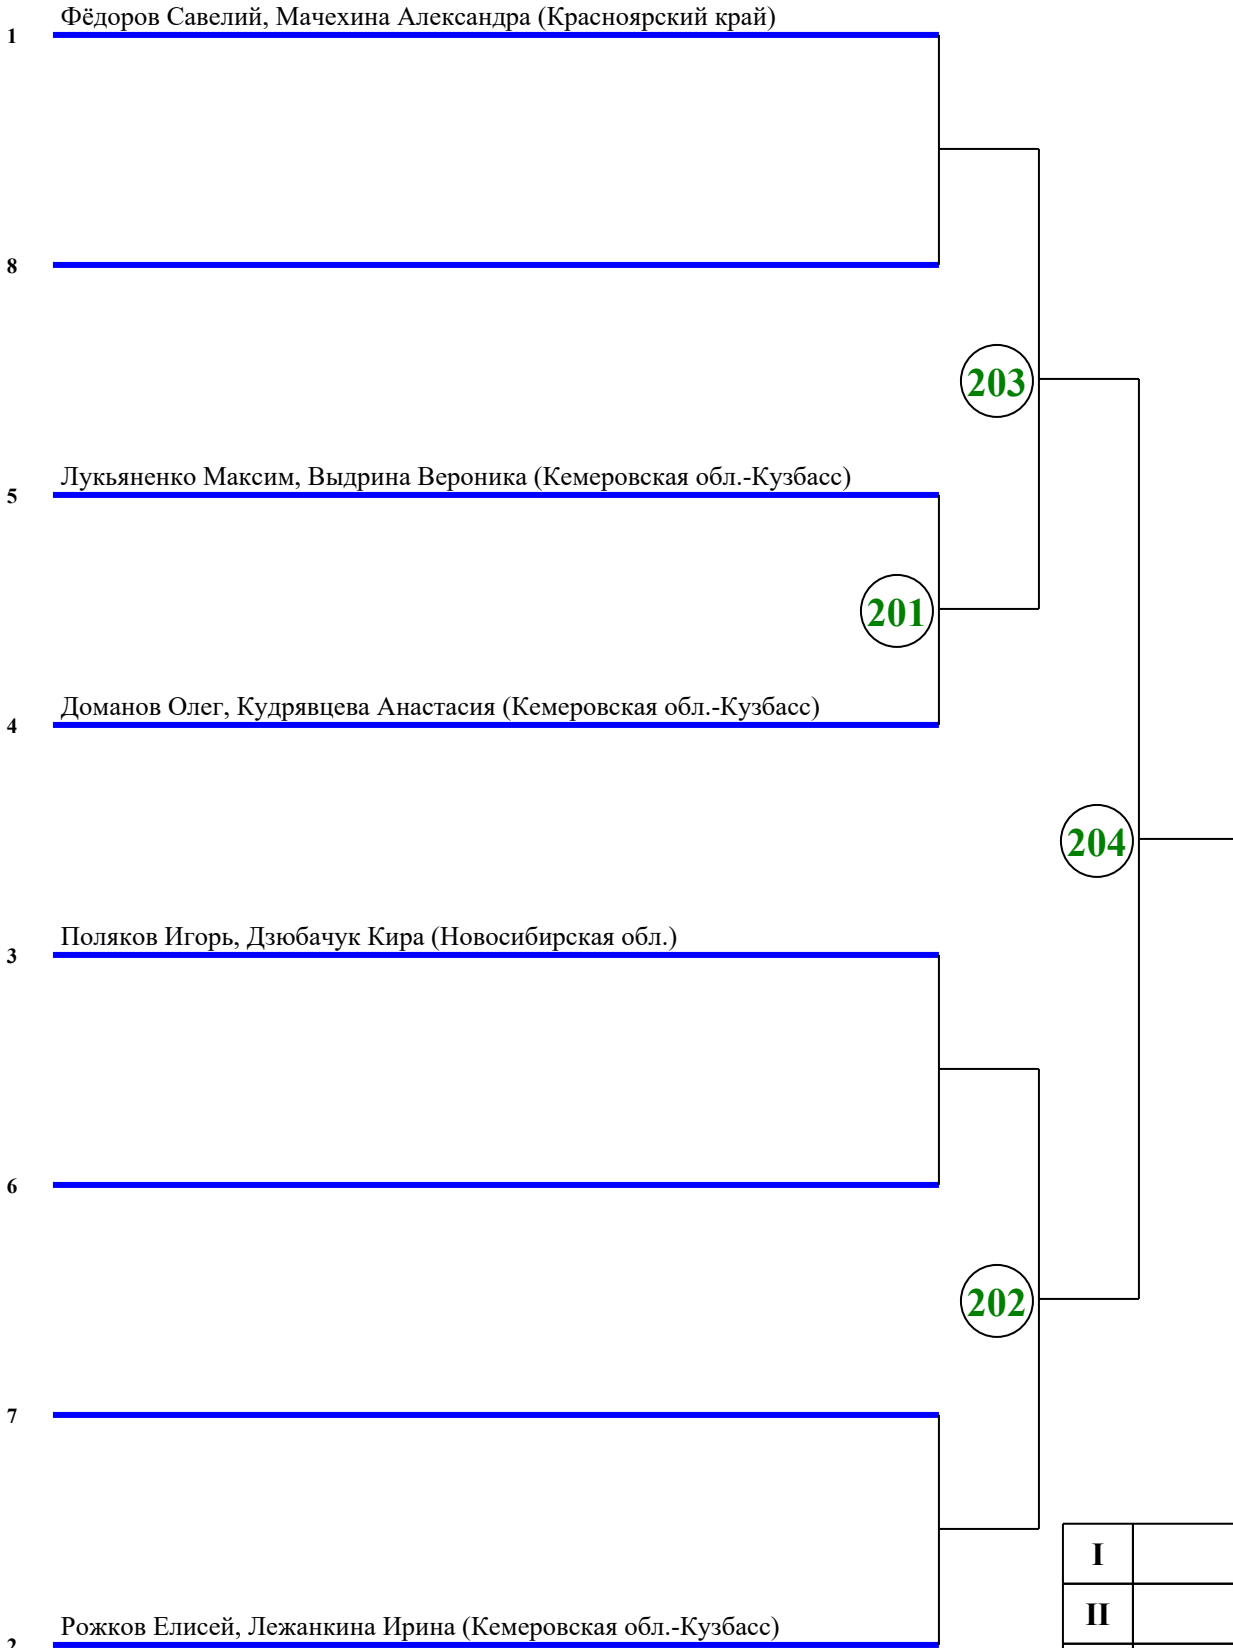 Фёдоров Савелий, Мачехина Александра (Красноярский край)
1
8
203
Лукьяненко Максим, Выдрина Вероника (Кемеровская обл.-Кузбасс)
5
201
Доманов Олег, Кудрявцева Анастасия (Кемеровская обл.-Кузбасс)
4
204
Поляков Игорь, Дзюбачук Кира (Новосибирская обл.)
3
6
202
7
I
II
Рожков Елисей, Лежанкина Ирина (Кемеровская обл.-Кузбасс)
2